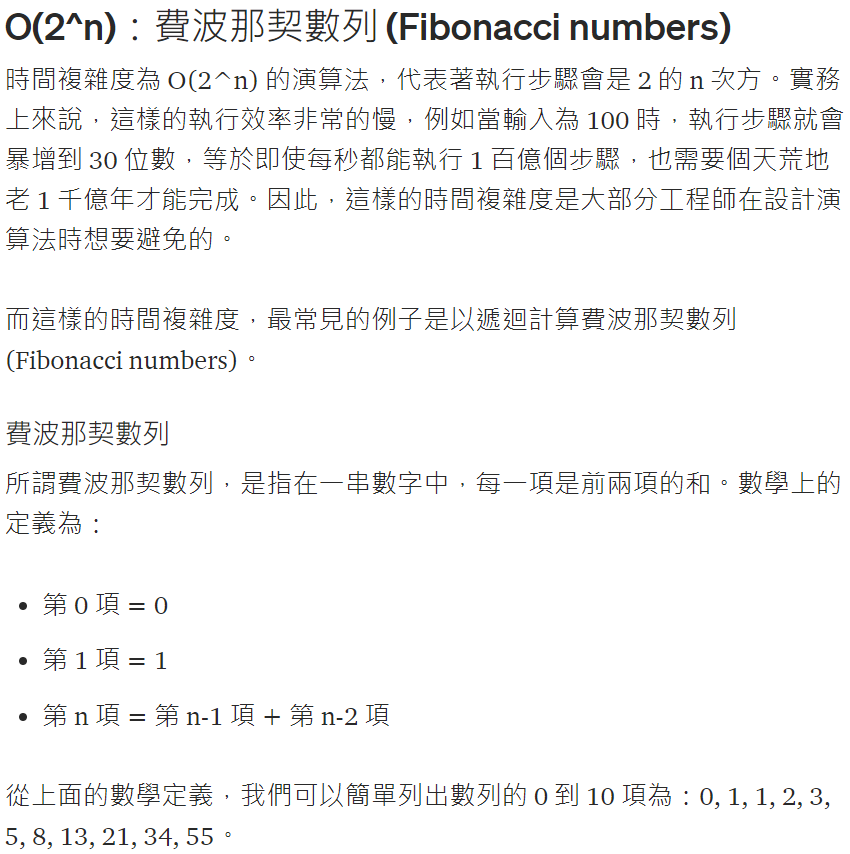 O(2^n)：費波那契數列 (Fibonacci numbers)
時間複雜度為 O(2^n) 的演算法，代表著執行步驟會是 2 的 n 次方。實務
上來說，這樣的執行效率非常的慢，例如當輸入為 100 時，執行步驟就會
暴增到 30 位數，等於即使每秒都能執行 1 百億個步驟，也需要個天荒地
老 1 千億年才能完成。因此，這樣的時間複雜度是大部分工程師在設計演
算法時想要避免的。
而這樣的時間複雜度，最常見的例子是以遞迴計算費波那契數列
(Fibonacci numbers)。
費波那契數列
所謂費波那契數列，是指在一串數字中，每一項是前兩項的和。數學上的
定義為：
• 第 0 項 = 0
• 第 1 項 = 1
• 第 n 項 = 第 n-1 項 + 第 n-2 項
從上面的數學定義，我們可以簡單列出數列的 0 到 10 項為：0, 1, 1, 2, 3,
5, 8, 13, 21, 34, 55。